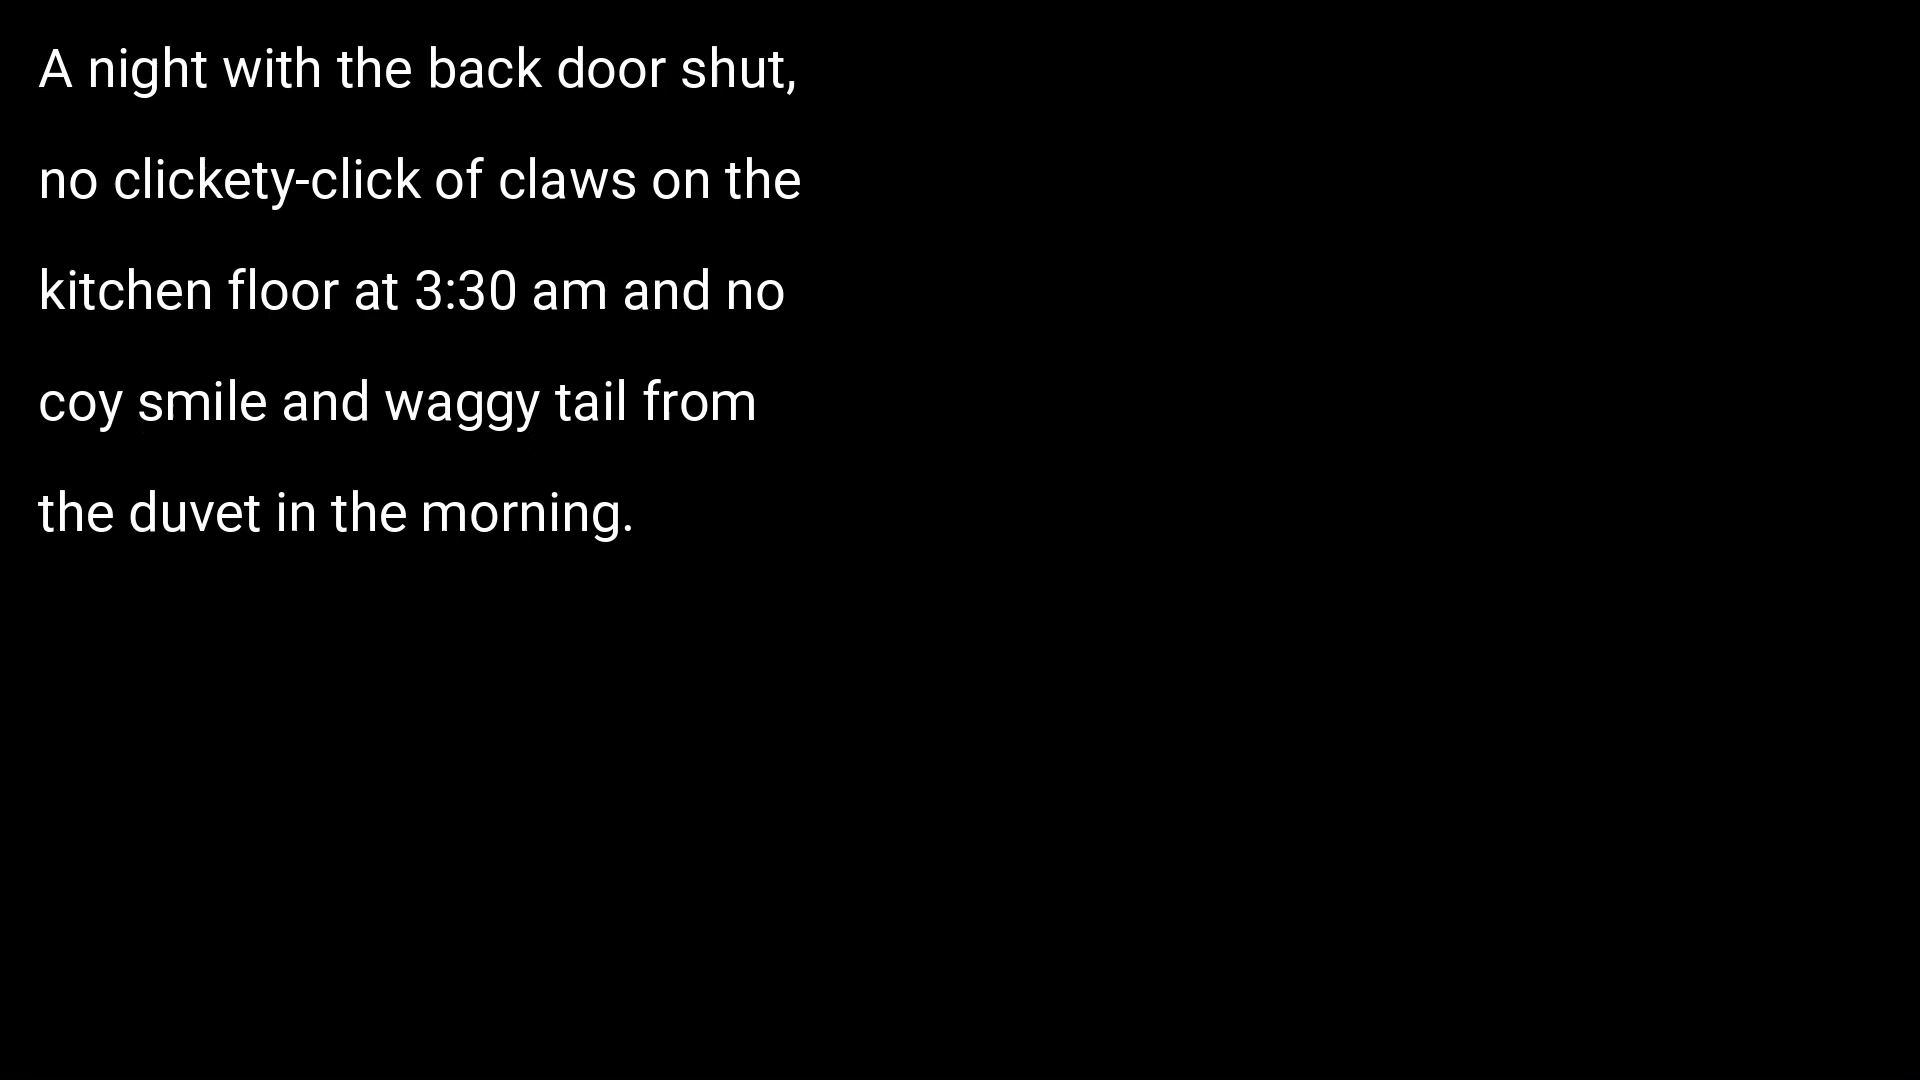 A night with the back door shut,
no clickety-click of claws on the
kitchen floor at 3:30 am and no
coy smile and waggy tail from
the duvet in the morning.